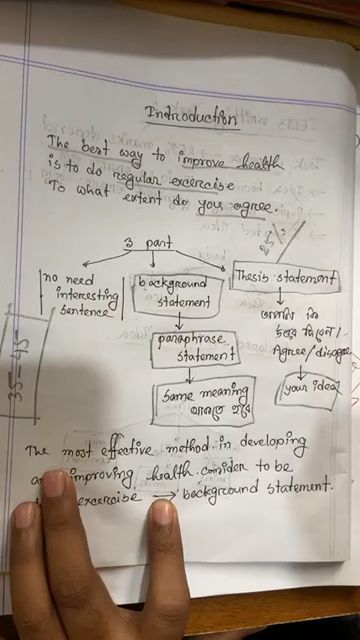 Introduction
The best way to improve health
is to do regular excercise
To what extent do you agree.
3 part
no need
interesting
sentence
background
statement
Thesis statement
paraphrase
statement
Agree/disagree
same meaning
your idea
35-45
The most effective method in developing
improving health consider to be
excercise → background statement.